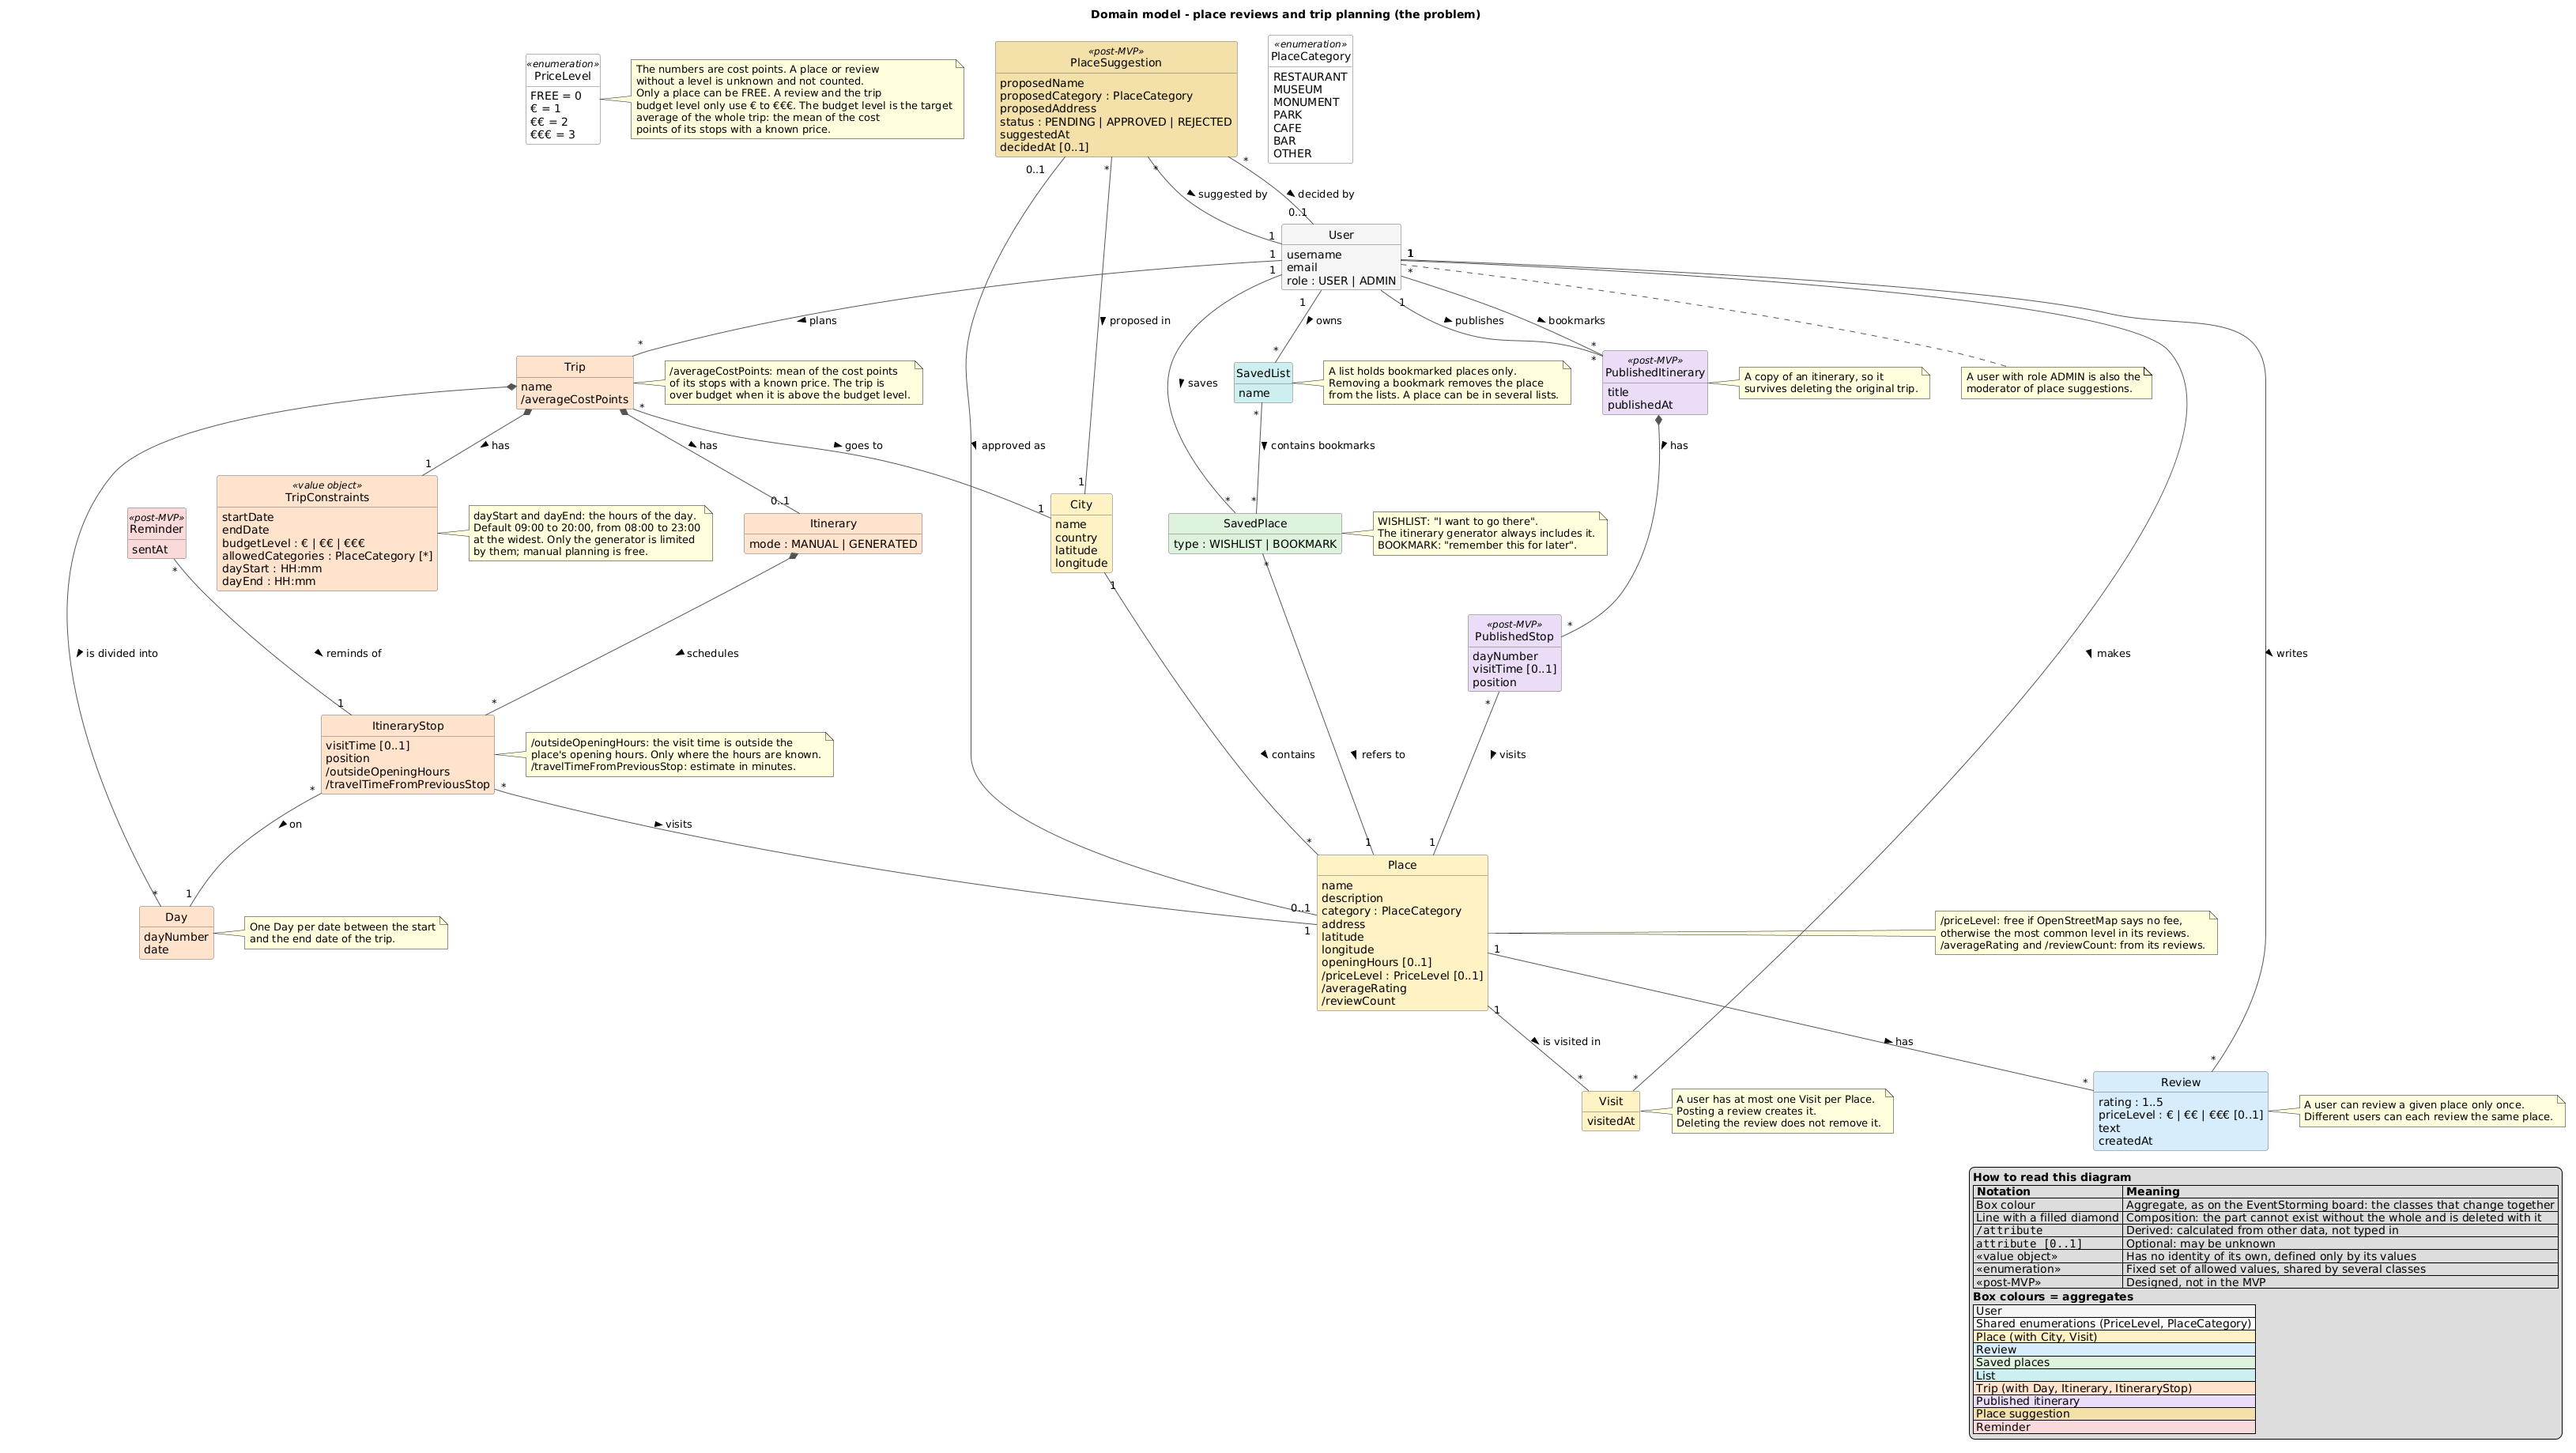 Domain model - place reviews and trip planning (the problem)
«enumeration»
PriceLevel
FREE = 0
€ = 1
€€ = 2
€€€ = 3
The numbers are cost points. A place or review
without a level is unknown and not counted.
Only a place can be FREE. A review and the trip
budget level only use € to €€€. The budget level is the target
average of the whole trip: the mean of the cost
points of its stops with a known price.
«post-MVP»
PlaceSuggestion
proposedName
proposedCategory : PlaceCategory
proposedAddress
status : PENDING | APPROVED | REJECTED
suggestedAt
decidedAt [0..1]
«enumeration»
PlaceCategory
RESTAURANT
MUSEUM
MONUMENT
PARK
CAFE
BAR
OTHER
0..1
*
*
*
suggested by
decided by
0..1
1
User
username
email
role : USER | ADMIN
1
1
1
*
1
1
plans
proposed in
owns
publishes
bookmarks
*
*
*
*
Trip
name
/averageCostPoints
/averageCostPoints: mean of the cost points
of its stops with a known price. The trip is
over budget when it is above the budget level.
saves
SavedList
name
A list holds bookmarked places only.
Removing a bookmark removes the place
from the lists. A place can be in several lists.
«post-MVP»
PublishedItinerary
title
publishedAt
A copy of an itinerary, so it
survives deleting the original trip.
A user with role ADMIN is also the
moderator of place suggestions.
*
*
has
has
goes to
approved as
contains bookmarks
has
1
0..1
1
1
*
*
«value object»
TripConstraints
startDate
endDate
budgetLevel : € | €€ | €€€
allowedCategories : PlaceCategory [*]
dayStart : HH:mm
dayEnd : HH:mm
dayStart and dayEnd: the hours of the day.
Default 09:00 to 20:00, from 08:00 to 23:00
at the widest. Only the generator is limited
by them; manual planning is free.
«post-MVP»
Reminder
sentAt
Itinerary
mode : MANUAL | GENERATED
City
name
country
latitude
longitude
SavedPlace
type : WISHLIST | BOOKMARK
WISHLIST: "I want to go there".
The itinerary generator always includes it.
BOOKMARK: "remember this for later".
*
1
*
*
«post-MVP»
PublishedStop
dayNumber
visitTime [0..1]
position
is divided into
reminds of
schedules
makes
writes
1
*
*
ItineraryStop
visitTime [0..1]
position
/outsideOpeningHours
/travelTimeFromPreviousStop
/outsideOpeningHours: the visit time is outside the
place's opening hours. Only where the hours are known.
/travelTimeFromPreviousStop: estimate in minutes.
contains
refers to
visits
*
*
on
visits
*
1
1
*
1
0..1
1
Day
dayNumber
date
One Day per date between the start
and the end date of the trip.
Place
name
description
category : PlaceCategory
address
latitude
longitude
openingHours [0..1]
/priceLevel : PriceLevel [0..1]
/averageRating
/reviewCount
/priceLevel: free if OpenStreetMap says no fee,
otherwise the most common level in its reviews.
/averageRating and /reviewCount: from its reviews.
1
1
is visited in
has
*
*
*
*
Visit
visitedAt
A user has at most one Visit per Place.
Posting a review creates it.
Deleting the review does not remove it.
Review
rating : 1..5
priceLevel : € | €€ | €€€ [0..1]
text
createdAt
A user can review a given place only once.
Different users can each review the same place.
How to read this diagram
Notation Meaning
Box colour Aggregate, as on the EventStorming board: the classes that change together
Line with a filled diamond Composition: the part cannot exist without the whole and is deleted with it
/attribute Derived: calculated from other data, not typed in
attribute [0..1] Optional: may be unknown
«value object» Has no identity of its own, defined only by its values
«enumeration» Fixed set of allowed values, shared by several classes
«post-MVP» Designed, not in the MVP
Box colours = aggregates
User
Shared enumerations (PriceLevel, PlaceCategory)
Place (with City, Visit)
Review
Saved places
List
Trip (with Day, Itinerary, ItineraryStop)
Published itinerary
Place suggestion
Reminder